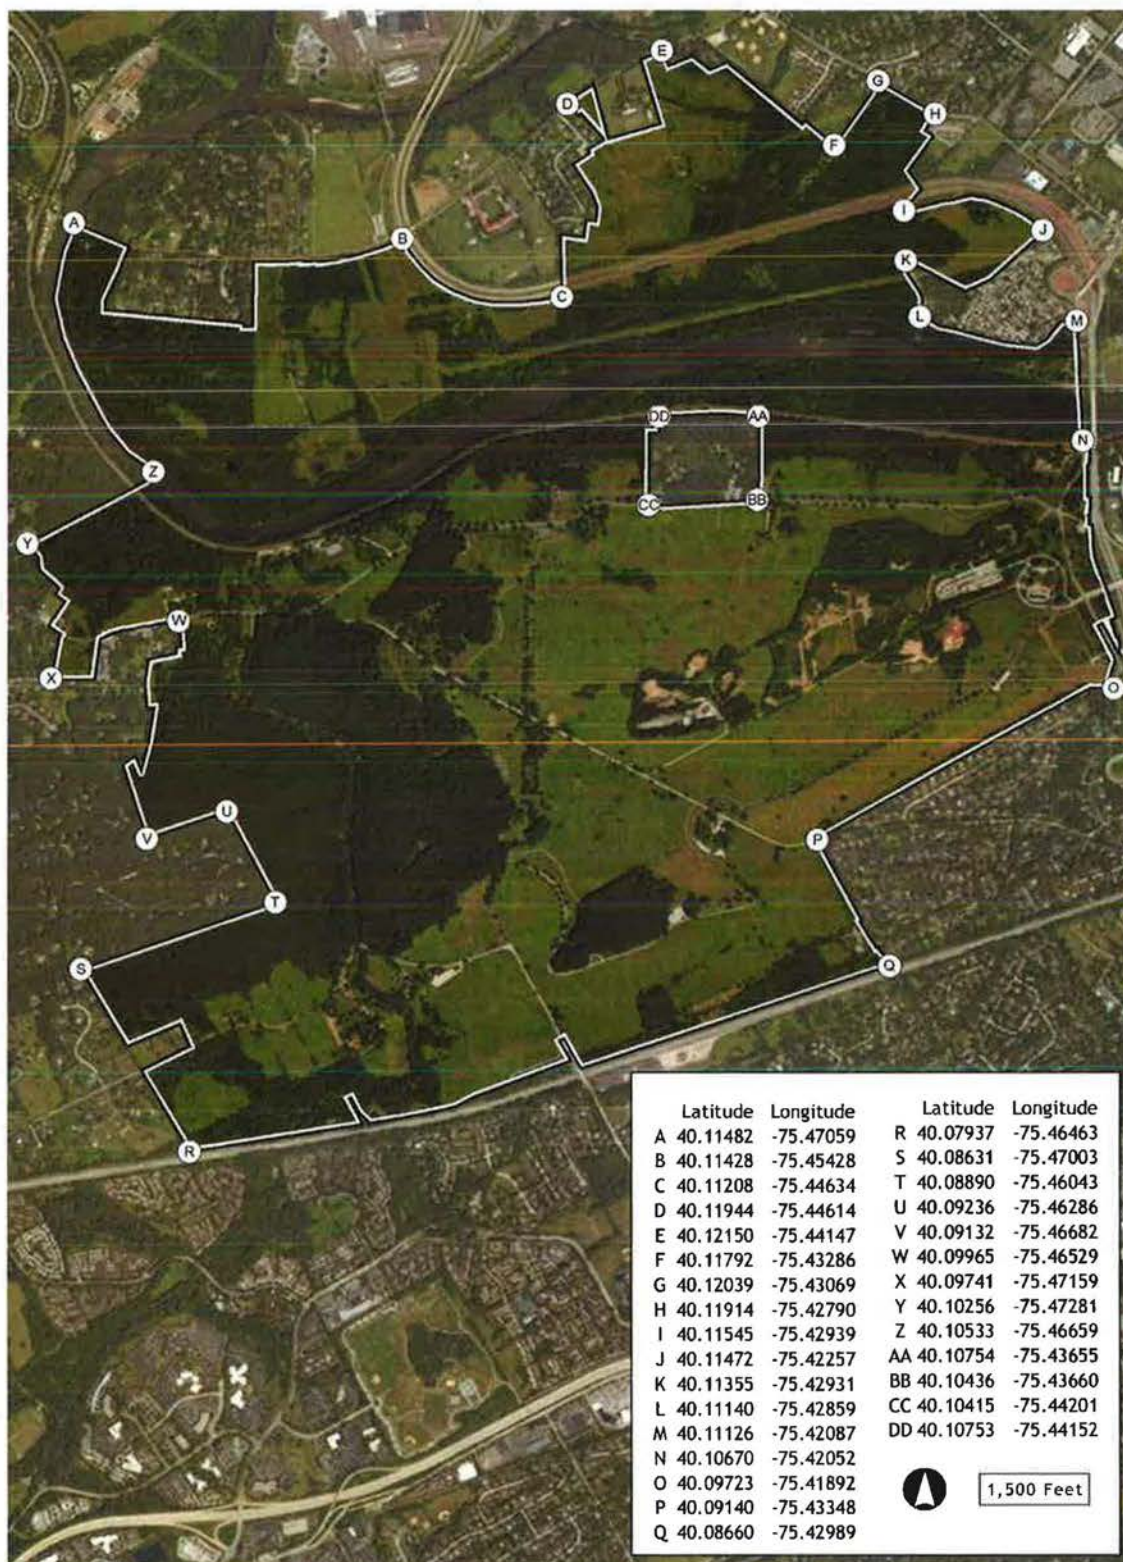 E
D
G
H
F
A
I
B
J
K
C
L
M
DD AA
N
Z
CC BB
Y
W
X
O
U
V
P
T
S
Q
R
Latitude Longitude
A 40.11482 -75.47059
B 40.11428 -75.45428
C 40.11208 -75.44634
D 40.11944 -75.44614
E 40.12150 -75.44147
F 40.11792 -75.43286
G 40.12039 -75.43069
H 40.11914 -75.42790
I 40.11545 -75.42939
J 40.11472 -75.42257
K 40.11355 -75.42931
L 40.11140 -75.42859
M 40.11126 -75.42087
N 40.10670 -75.42052
O 40.09723 -75.41892
P 40.09140 -75.43348
Q 40.08660 -75.42989
Latitude Longitude
R 40.07937 -75.46463
S 40.08631 -75.47003
T 40.08890 -75.46043
U 40.09236 -75.46286
V 40.09132 -75.46682
W 40.09965 -75.46529
X 40.09741 -75.47159
Y 40.10256 -75.47281
Z 40.10533 -75.46659
AA 40.10754 -75.43655
BB 40.10436 -75.43660
CC 40.10415 -75.44201
DD 40.10753 -75.44152
1,500 Feet